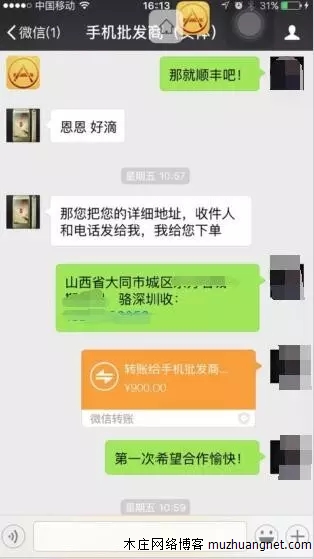 中国移动
16:13
31%
微信(1)
手机批发商
那就顺丰吧!
恩恩 好滴
星期五 10:57
那您把您的详细地址，收件人
和电话发给我，我给您下单
山西省大同市城区
骆深圳收：
转账给手机批发商...
¥900.00
微信转账
第一次希望合作愉快!
星期五 10:59
木庄网络博客 muzhuangnet.com